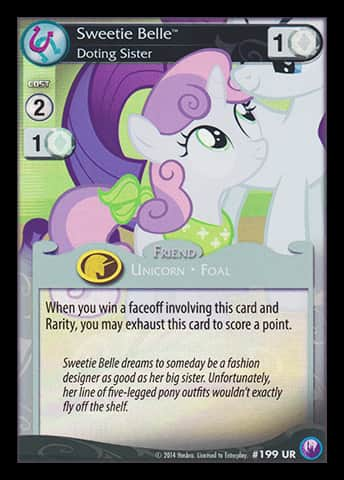 Sweetie Belle™
Doting Sister
1
COST
2
1
FRIEND
UNICORN • FOAL
When you win a faceoff involving this card and
Rarity, you may exhaust this card to score a point.
Sweetie Belle dreams to someday be a fashion
designer as good as her big sister. Unfortunately,
her line of five-legged pony outfits wouldn't exactly
fly off the shelf.
© 2014 Hasbro. Licensed to Enterplay. #199 UR